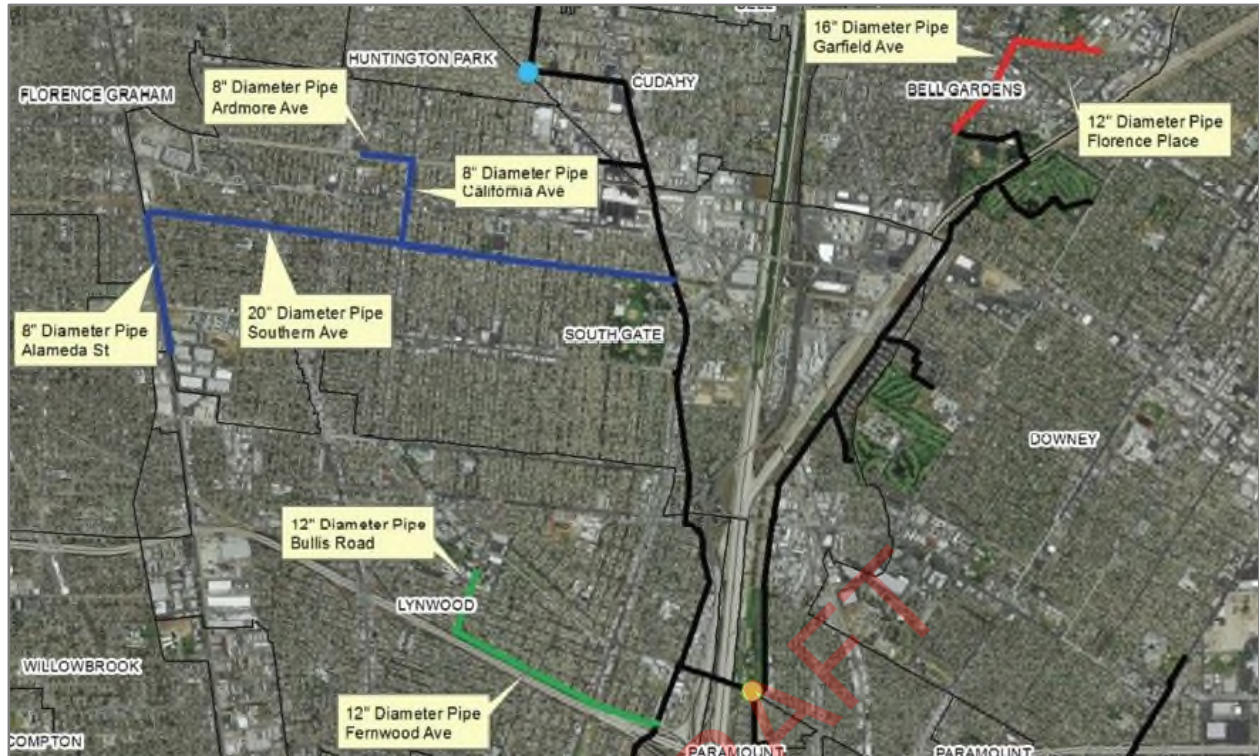 BELL
16" Diameter Pipe
Garfield Ave
HUNTINGTON PARK
8" Diameter Pipe
Ardmore Ave
CUDAHY
FLORENCE GRAHAM
BELL GARDENS
12" Diameter Pipe
Florence Place
8" Diameter Pipe
California Ave
20" Diameter Pipe
Southern Ave
8" Diameter Pipe
Alameda St
SOUTH GATE
DOWNEY
12" Diameter Pipe
Bullis Road
LYNWOOD
WILLOWBROOK
12" Diameter Pipe
Fernwood Ave
COMPTON
PARAMOUNT
PARAMOUNT
DRAFT